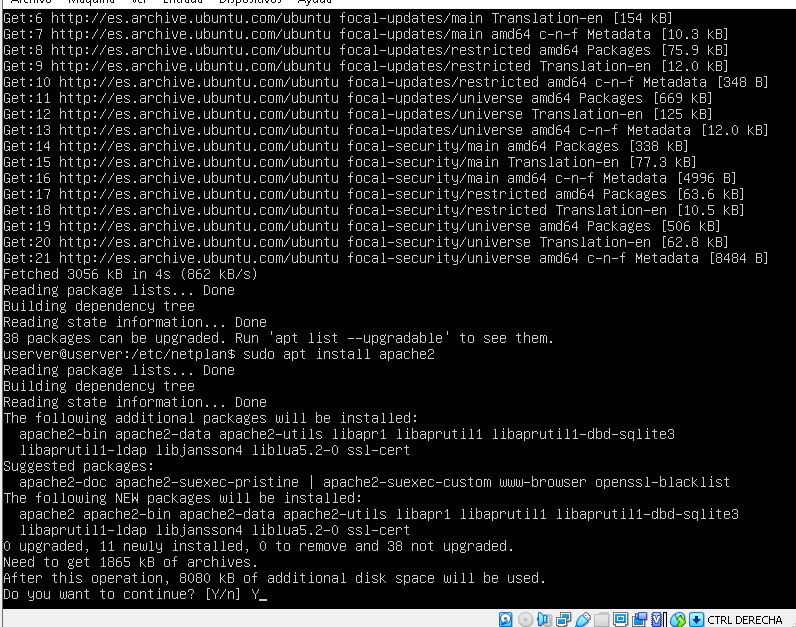 Archivo Máquina Ver Entrada Dispositivos Ayuda
Get:6 http://es.archive.ubuntu.com/ubuntu focal-updates/main Translation-en [154 kB]
Get:7 http://es.archive.ubuntu.com/ubuntu focal-updates/main amd64 c-n-f Metadata [10.3 kB]
Get:8 http://es.archive.ubuntu.com/ubuntu focal-updates/restricted amd64 Packages [75.9 kB]
Get:9 http://es.archive.ubuntu.com/ubuntu focal-updates/restricted Translation-en [12.0 kB]
Get:10 http://es.archive.ubuntu.com/ubuntu focal-updates/restricted amd64 c-n-f Metadata [348 B]
Get:11 http://es.archive.ubuntu.com/ubuntu focal-updates/universe amd64 Packages [669 kB]
Get:12 http://es.archive.ubuntu.com/ubuntu focal-updates/universe Translation-en [125 kB]
Get:13 http://es.archive.ubuntu.com/ubuntu focal-updates/universe amd64 c-n-f Metadata [12.0 kB]
Get:14 http://es.archive.ubuntu.com/ubuntu focal-security/main amd64 Packages [338 kB]
Get:15 http://es.archive.ubuntu.com/ubuntu focal-security/main Translation-en [77.3 kB]
Get:16 http://es.archive.ubuntu.com/ubuntu focal-security/main amd64 c-n-f Metadata [4996 B]
Get:17 http://es.archive.ubuntu.com/ubuntu focal-security/restricted amd64 Packages [63.6 kB]
Get:18 http://es.archive.ubuntu.com/ubuntu focal-security/restricted Translation-en [10.5 kB]
Get:19 http://es.archive.ubuntu.com/ubuntu focal-security/universe amd64 Packages [506 kB]
Get:20 http://es.archive.ubuntu.com/ubuntu focal-security/universe Translation-en [62.8 kB]
Get:21 http://es.archive.ubuntu.com/ubuntu focal-security/universe amd64 c-n-f Metadata [8484 B]
Fetched 3056 kB in 4s (862 kB/s)
Reading package lists... Done
Building dependency tree
Reading state information... Done
38 packages can be upgraded. Run 'apt list --upgradable' to see them.
userver@userver:/etc/netplan$ sudo apt install apache2
Reading package lists... Done
Building dependency tree
Reading state information... Done
The following additional packages will be installed:
apache2-bin apache2-data apache2-utils libapr1 libaprutil1 libaprutil1-dbd-sqlite3
libaprutil1-ldap libjansson4 liblua5.2-0 ssl-cert
Suggested packages:
apache2-doc apache2-suexec-pristine | apache2-suexec-custom www-browser openssl-blacklist
The following NEW packages will be installed:
apache2 apache2-bin apache2-data apache2-utils libapr1 libaprutil1 libaprutil1-dbd-sqlite3
libaprutil1-ldap libjansson4 liblua5.2-0 ssl-cert
0 upgraded, 11 newly installed, 0 to remove and 38 not upgraded.
Need to get 1865 kB of archives.
After this operation, 8080 kB of additional disk space will be used.
Do you want to continue? [Y/n] Y_
CTRL DERECHA